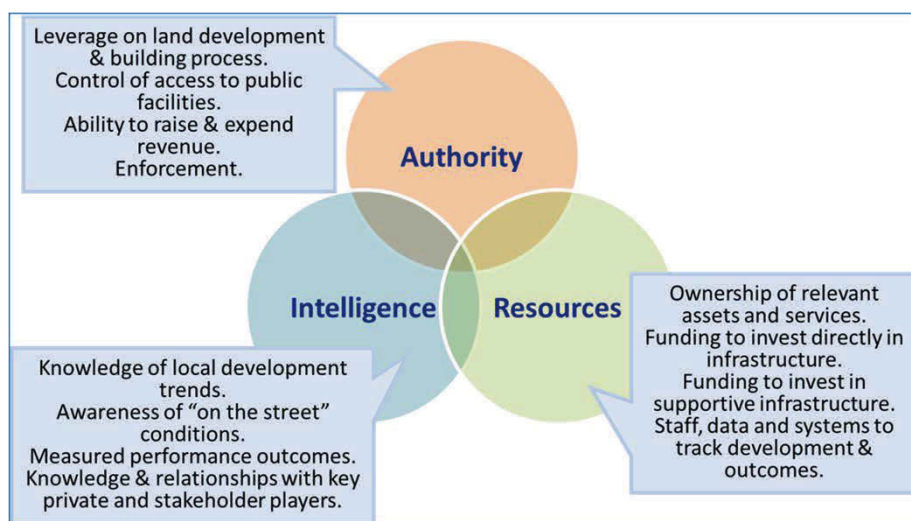 Leverage on land development
& building process.
Control of access to public
facilities.
Ability to raise & expend
revenue.
Enforcement.
Authority
Intelligence
Resources
Knowledge of local development
trends.
Awareness of “on the street”
conditions.
Measured performance outcomes.
Knowledge & relationships with key
private and stakeholder players.
Ownership of relevant
assets and services.
Funding to invest directly in
infrastructure.
Funding to invest in
supportive infrastructure.
Staff, data and systems to
track development &
outcomes.